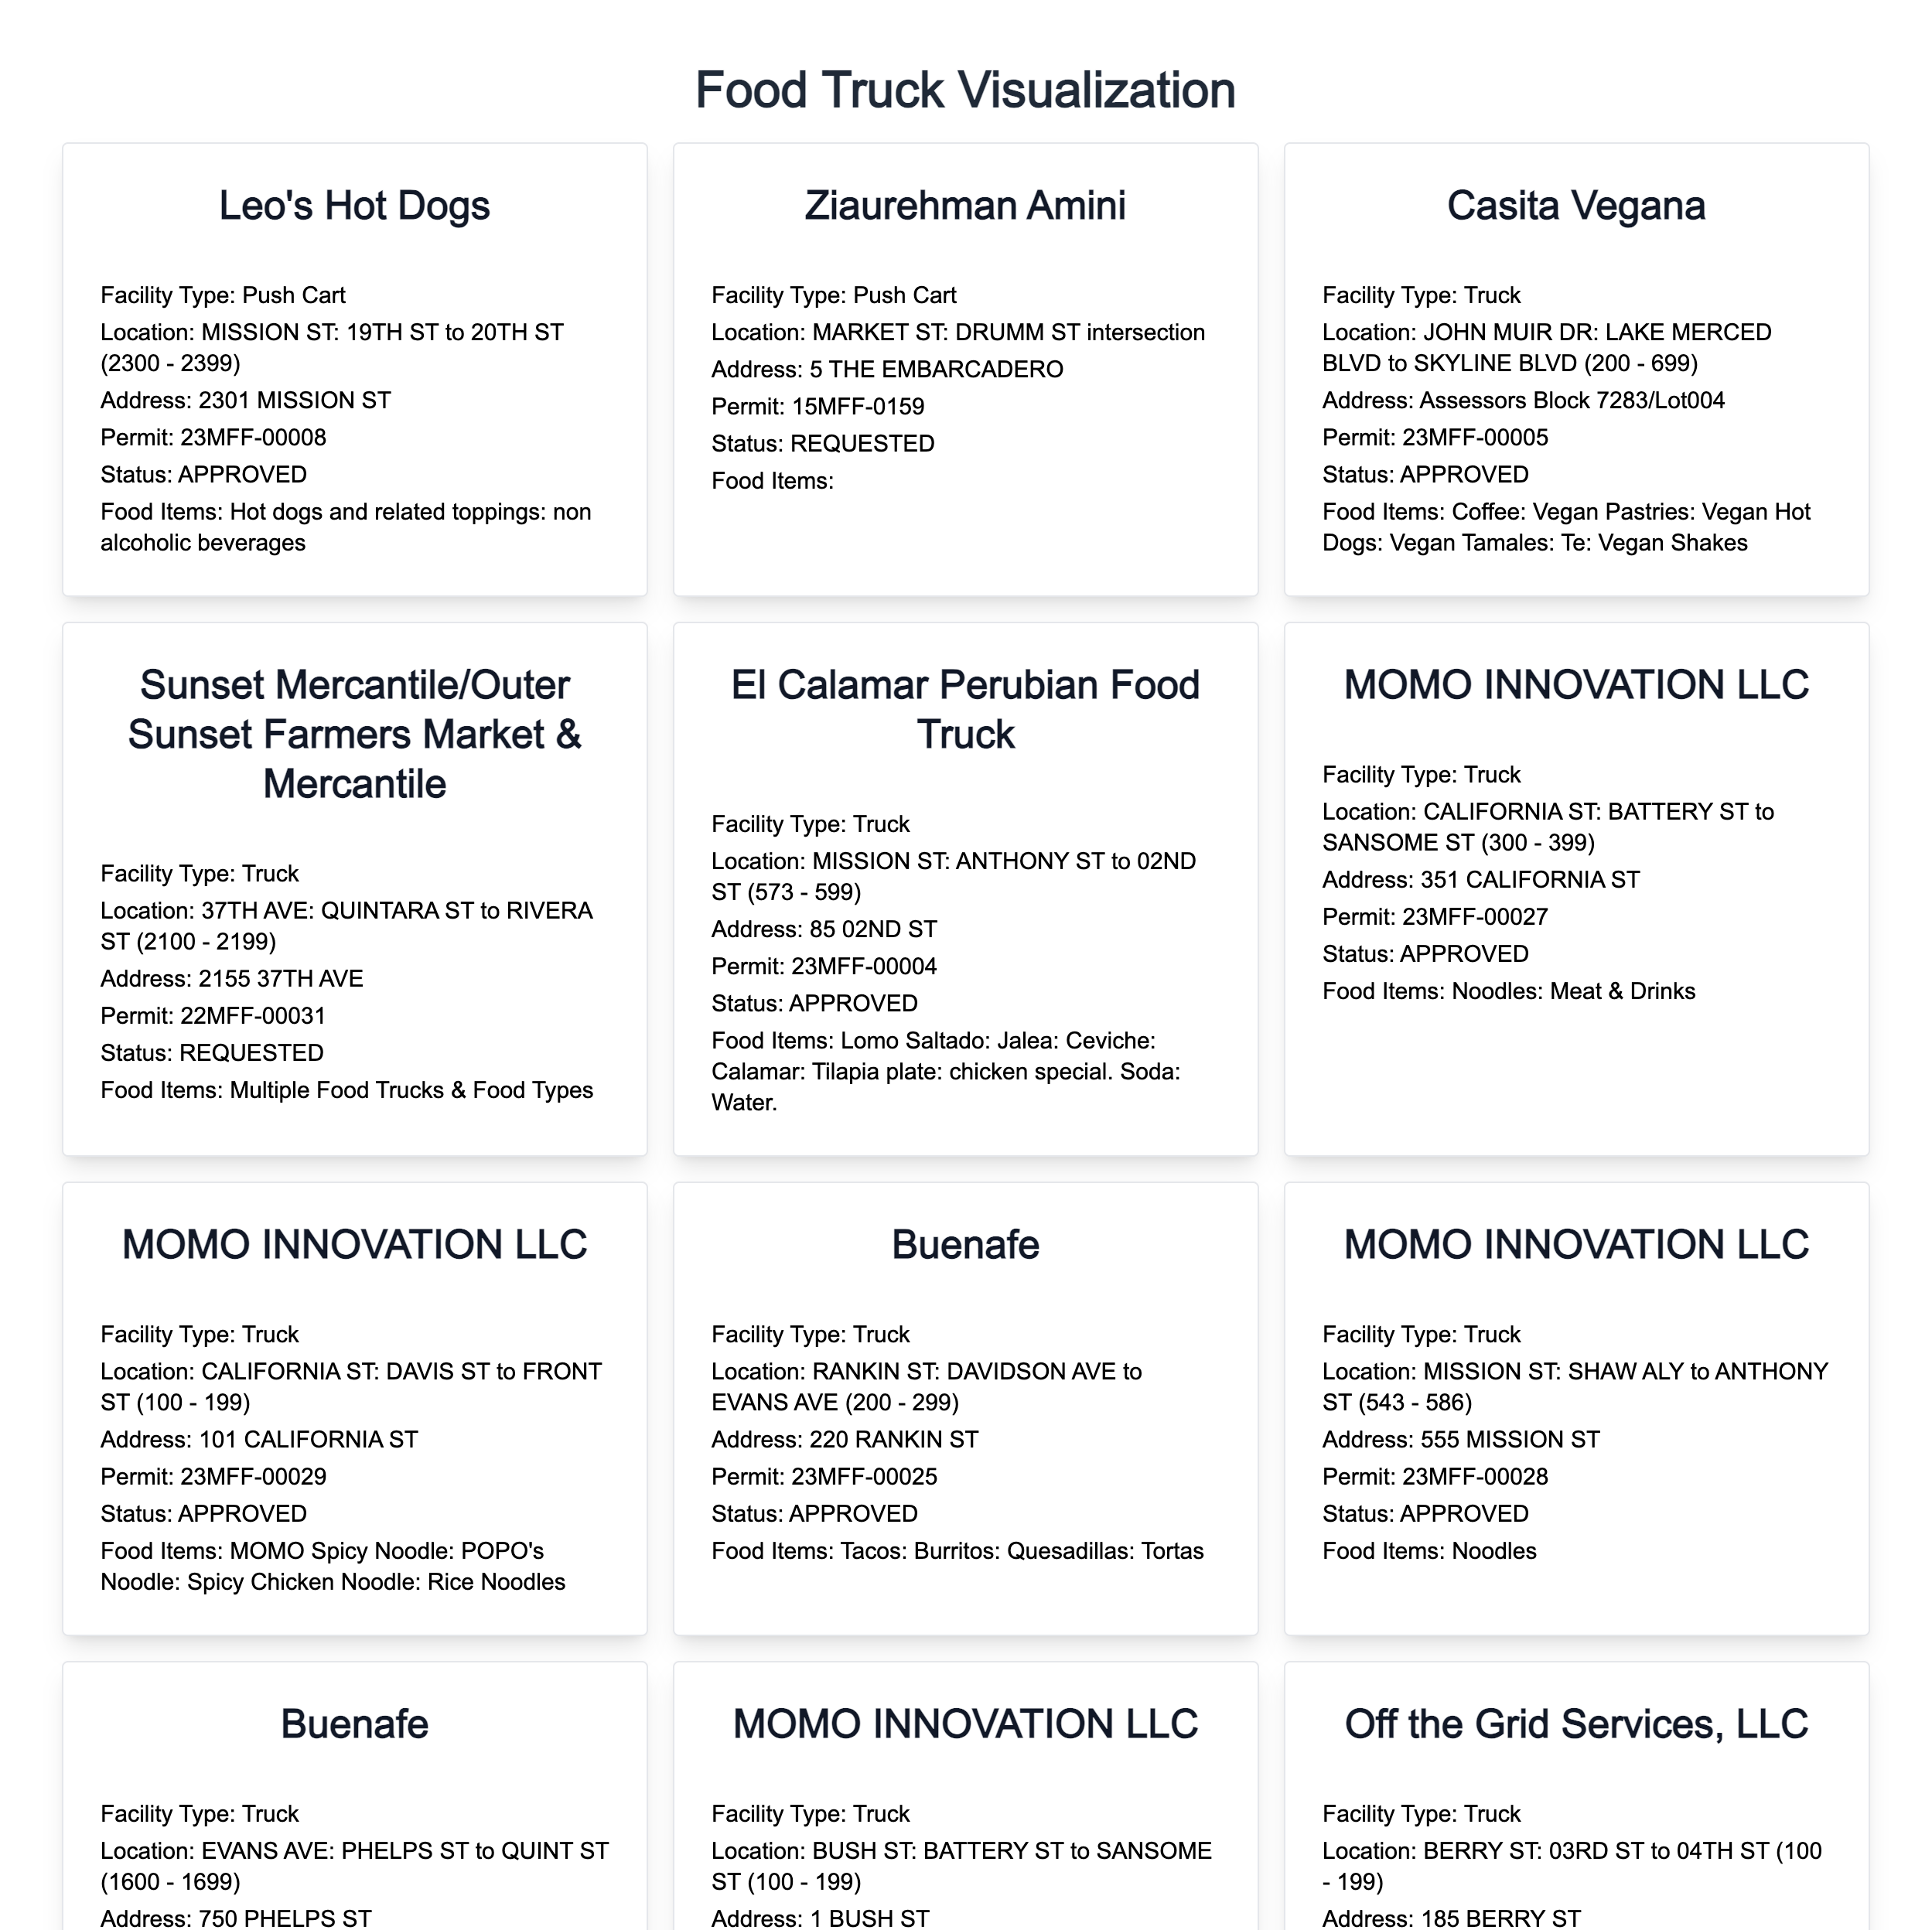 Food Truck Visualization
Leo's Hot Dogs
Facility Type: Push Cart
Location: MISSION ST: 19TH ST to 20TH ST
(2300 - 2399)
Address: 2301 MISSION ST
Permit: 23MFF-00008
Status: APPROVED
Food Items: Hot dogs and related toppings: non
alcoholic beverages
Ziaurehman Amini
Facility Type: Push Cart
Location: MARKET ST: DRUMM ST intersection
Address: 5 THE EMBARCADERO
Permit: 15MFF-0159
Status: REQUESTED
Food Items:
Casita Vegana
Facility Type: Truck
Location: JOHN MUIR DR: LAKE MERCED
BLVD to SKYLINE BLVD (200 - 699)
Address: Assessors Block 7283/Lot004
Permit: 23MFF-00005
Status: APPROVED
Food Items: Coffee: Vegan Pastries: Vegan Hot
Dogs: Vegan Tamales: Te: Vegan Shakes
Sunset Mercantile/Outer
Sunset Farmers Market &
Mercantile
Facility Type: Truck
Location: 37TH AVE: QUINTARA ST to RIVERA
ST (2100 - 2199)
Address: 2155 37TH AVE
Permit: 22MFF-00031
Status: REQUESTED
Food Items: Multiple Food Trucks & Food Types
El Calamar Perubian Food
Truck
Facility Type: Truck
Location: MISSION ST: ANTHONY ST to 02ND
ST (573 - 599)
Address: 85 02ND ST
Permit: 23MFF-00004
Status: APPROVED
Food Items: Lomo Saltado: Jalea: Ceviche:
Calamar: Tilapia plate: chicken special. Soda:
Water.
MOMO INNOVATION LLC
Facility Type: Truck
Location: CALIFORNIA ST: BATTERY ST to
SANSOME ST (300 - 399)
Address: 351 CALIFORNIA ST
Permit: 23MFF-00027
Status: APPROVED
Food Items: Noodles: Meat & Drinks
MOMO INNOVATION LLC
Facility Type: Truck
Location: CALIFORNIA ST: DAVIS ST to FRONT
ST (100 - 199)
Address: 101 CALIFORNIA ST
Permit: 23MFF-00029
Status: APPROVED
Food Items: MOMO Spicy Noodle: POPO's
Noodle: Spicy Chicken Noodle: Rice Noodles
Buenafe
Facility Type: Truck
Location: RANKIN ST: DAVIDSON AVE to
EVANS AVE (200 - 299)
Address: 220 RANKIN ST
Permit: 23MFF-00025
Status: APPROVED
Food Items: Tacos: Burritos: Quesadillas: Tortas
MOMO INNOVATION LLC
Facility Type: Truck
Location: MISSION ST: SHAW ALY to ANTHONY
ST (543 - 586)
Address: 555 MISSION ST
Permit: 23MFF-00028
Status: APPROVED
Food Items: Noodles
Buenafe
Facility Type: Truck
Location: EVANS AVE: PHELPS ST to QUINT ST
(1600 - 1699)
Address: 750 PHELPS ST
MOMO INNOVATION LLC
Facility Type: Truck
Location: BUSH ST: BATTERY ST to SANSOME
ST (100 - 199)
Address: 1 BUSH ST
Off the Grid Services, LLC
Facility Type: Truck
Location: BERRY ST: 03RD ST to 04TH ST (100
- 199)
Address: 185 BERRY ST